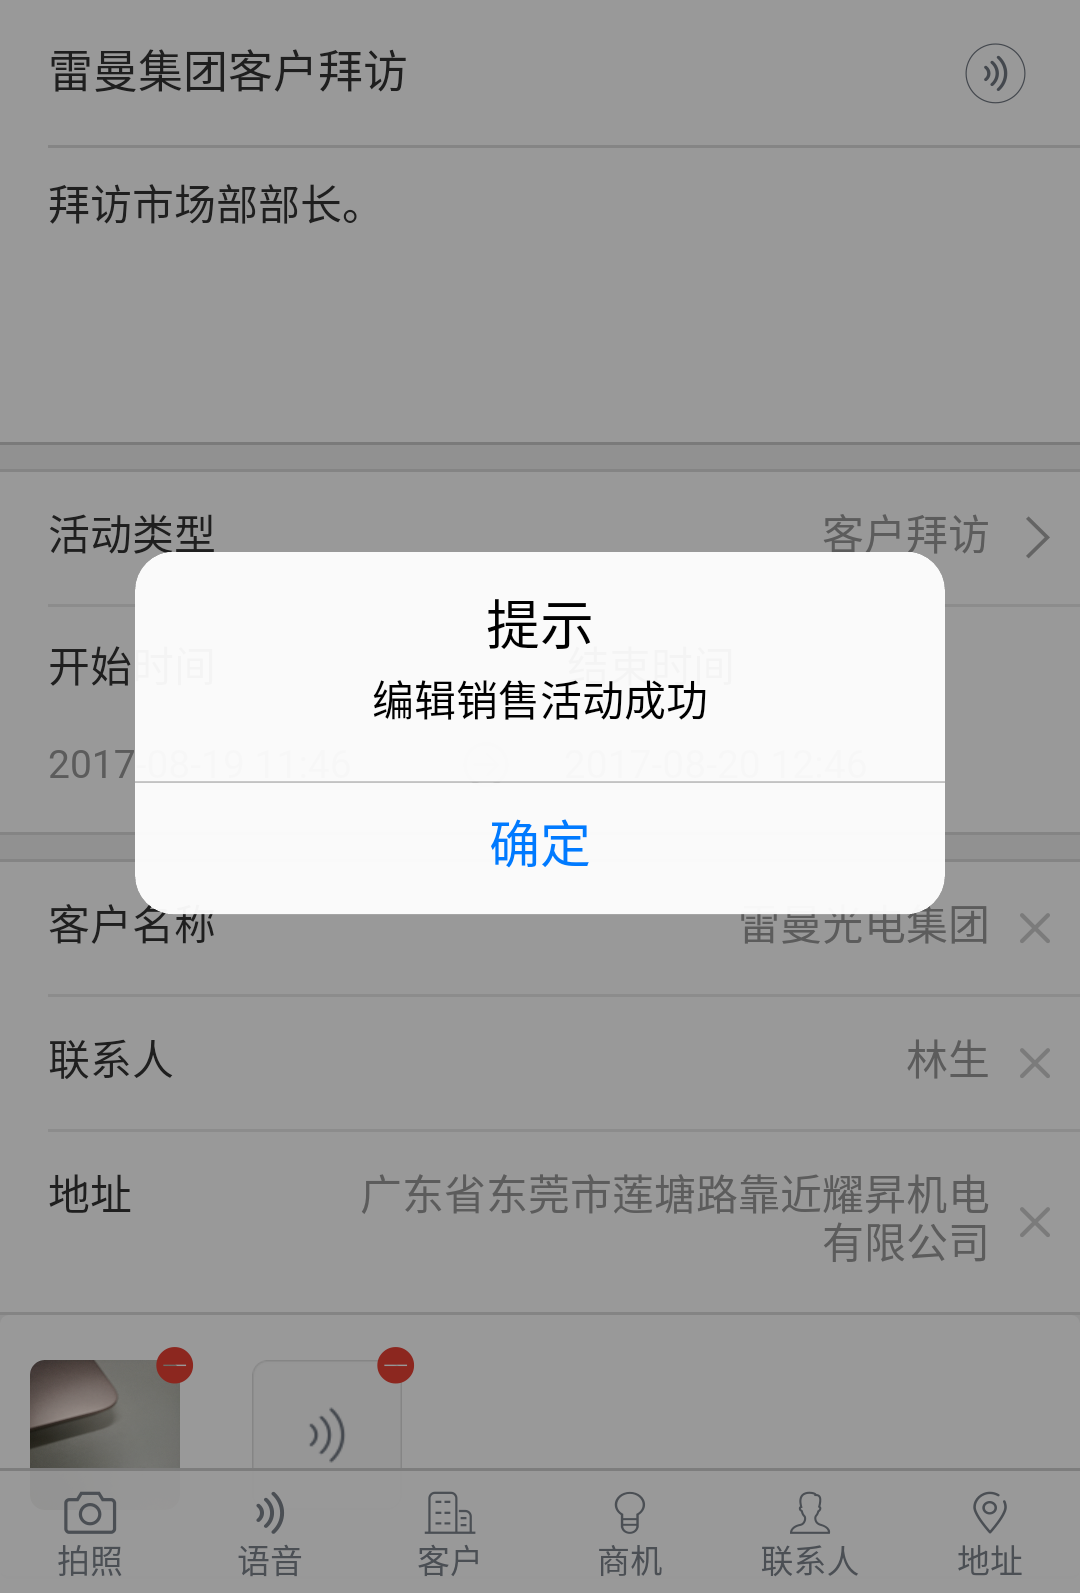 雷曼集团客户拜访
拜访市场部部长。
活动类型 客户拜访
提示
编辑销售活动成功
确定
开始时间 结束时间
2017-08-19 11:46 2017-08-20 12:46
客户名称 雷曼光电集团
联系人 林生
地址 广东省东莞市莲塘路靠近耀昇机电
有限公司
拍照 语音 客户 商机 联系人 地址